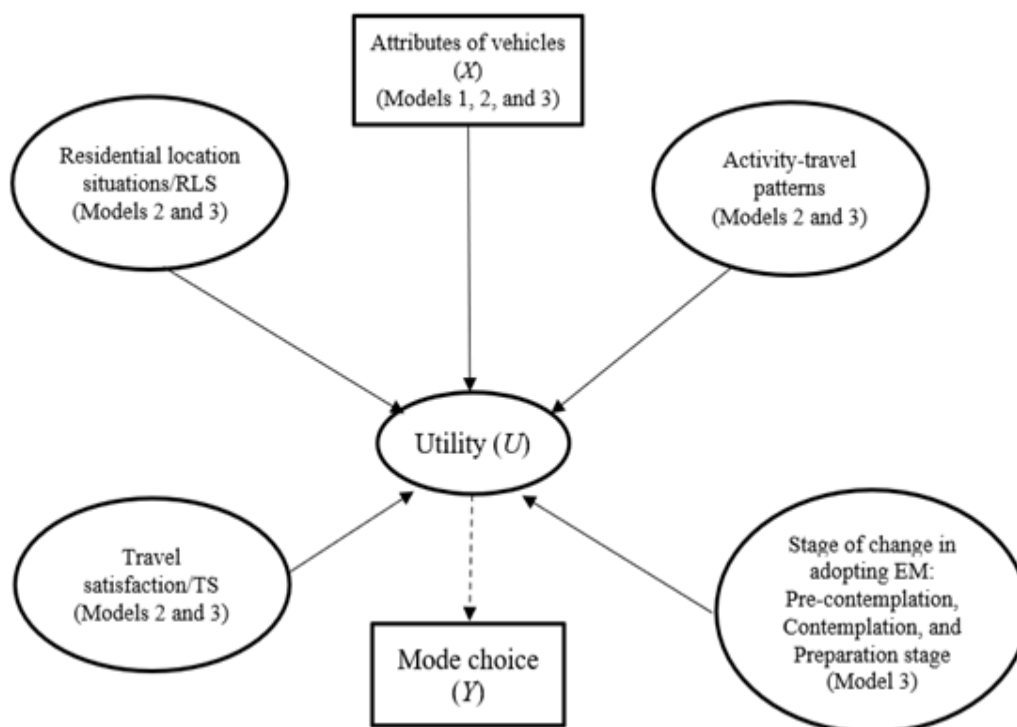 Attributes of vehicles
(X)
(Models 1, 2, and 3)
Residential location
situations/RLS
(Models 2 and 3)
Activity-travel
patterns
(Models 2 and 3)
Utility (U)
Travel
satisfaction/TS
(Models 2 and 3)
Mode choice
(Y)
Stage of change in
adopting EM:
Pre-contemplation,
Contemplation, and
Preparation stage
(Model 3)